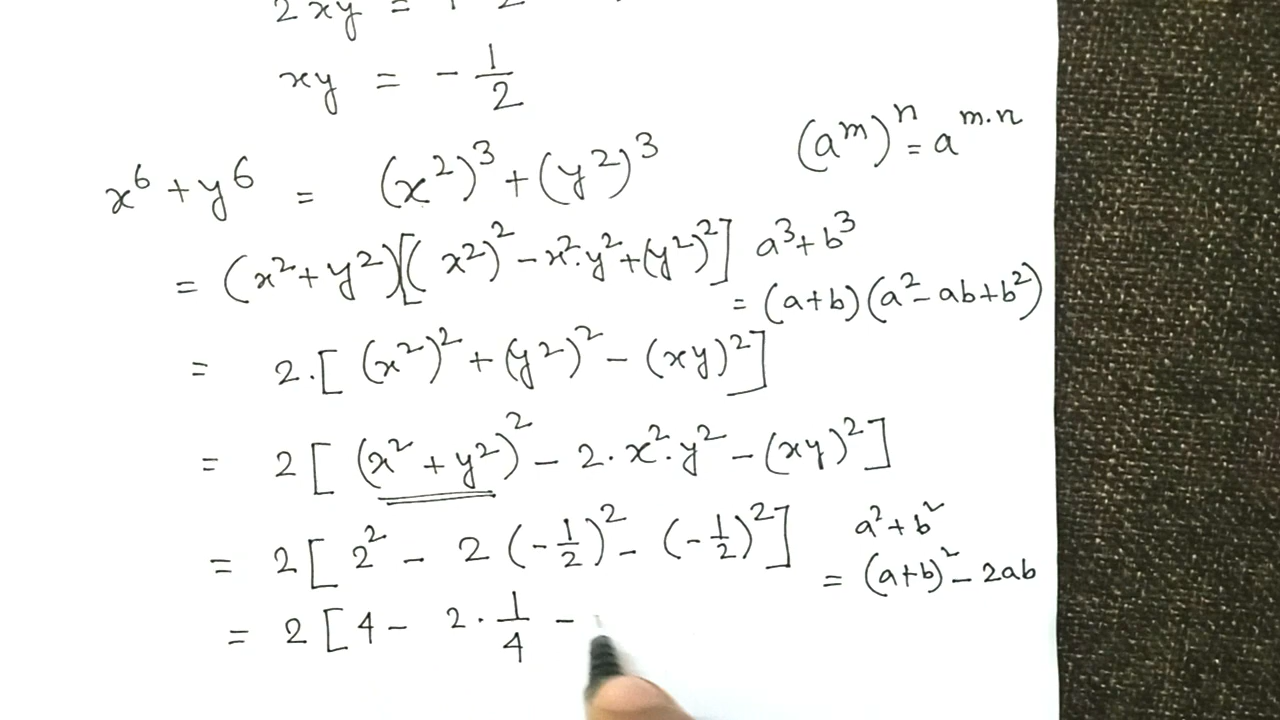 2xy =
xy = - 1/2
(a^m)^n = a^m.n
x^6 + y^6 = (x^2)^3 + (y^2)^3
= (x^2 + y^2)[(x^2)^2 - x^2.y^2 + (y^2)^2]
a^3 + b^3
= (a+b)(a^2 - ab + b^2)
= 2.[(x^2)^2 + (y^2)^2 - (xy)^2]
= 2[(x^2 + y^2)^2 - 2.x^2.y^2 - (xy)^2]
= 2[2^2 - 2(-1/2)^2 - (-1/2)^2]
a^2 + b^2
= (a+b)^2 - 2ab
= 2[4 - 2.1/4 -